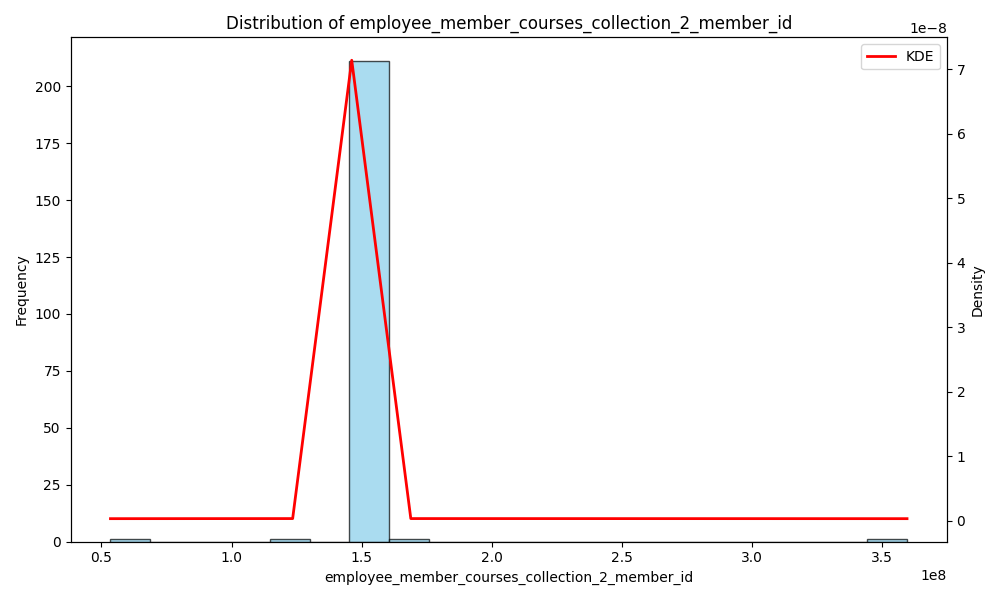 Distribution of employee_member_courses_collection_2_member_id
1e−8
KDE
Frequency
Density
200
175
150
125
100
75
50
25
0
7
6
5
4
3
2
1
0
0.5 1.0 1.5 2.0 2.5 3.0 3.5
1e8
employee_member_courses_collection_2_member_id